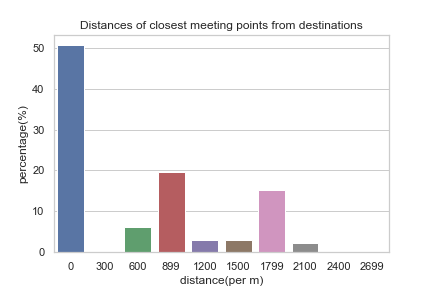 Distances of closest meeting points from destinations
percentage(%)
50
40
30
20
10
0
0 300 600 899 1200 1500 1799 2100 2400 2699
distance(per m)